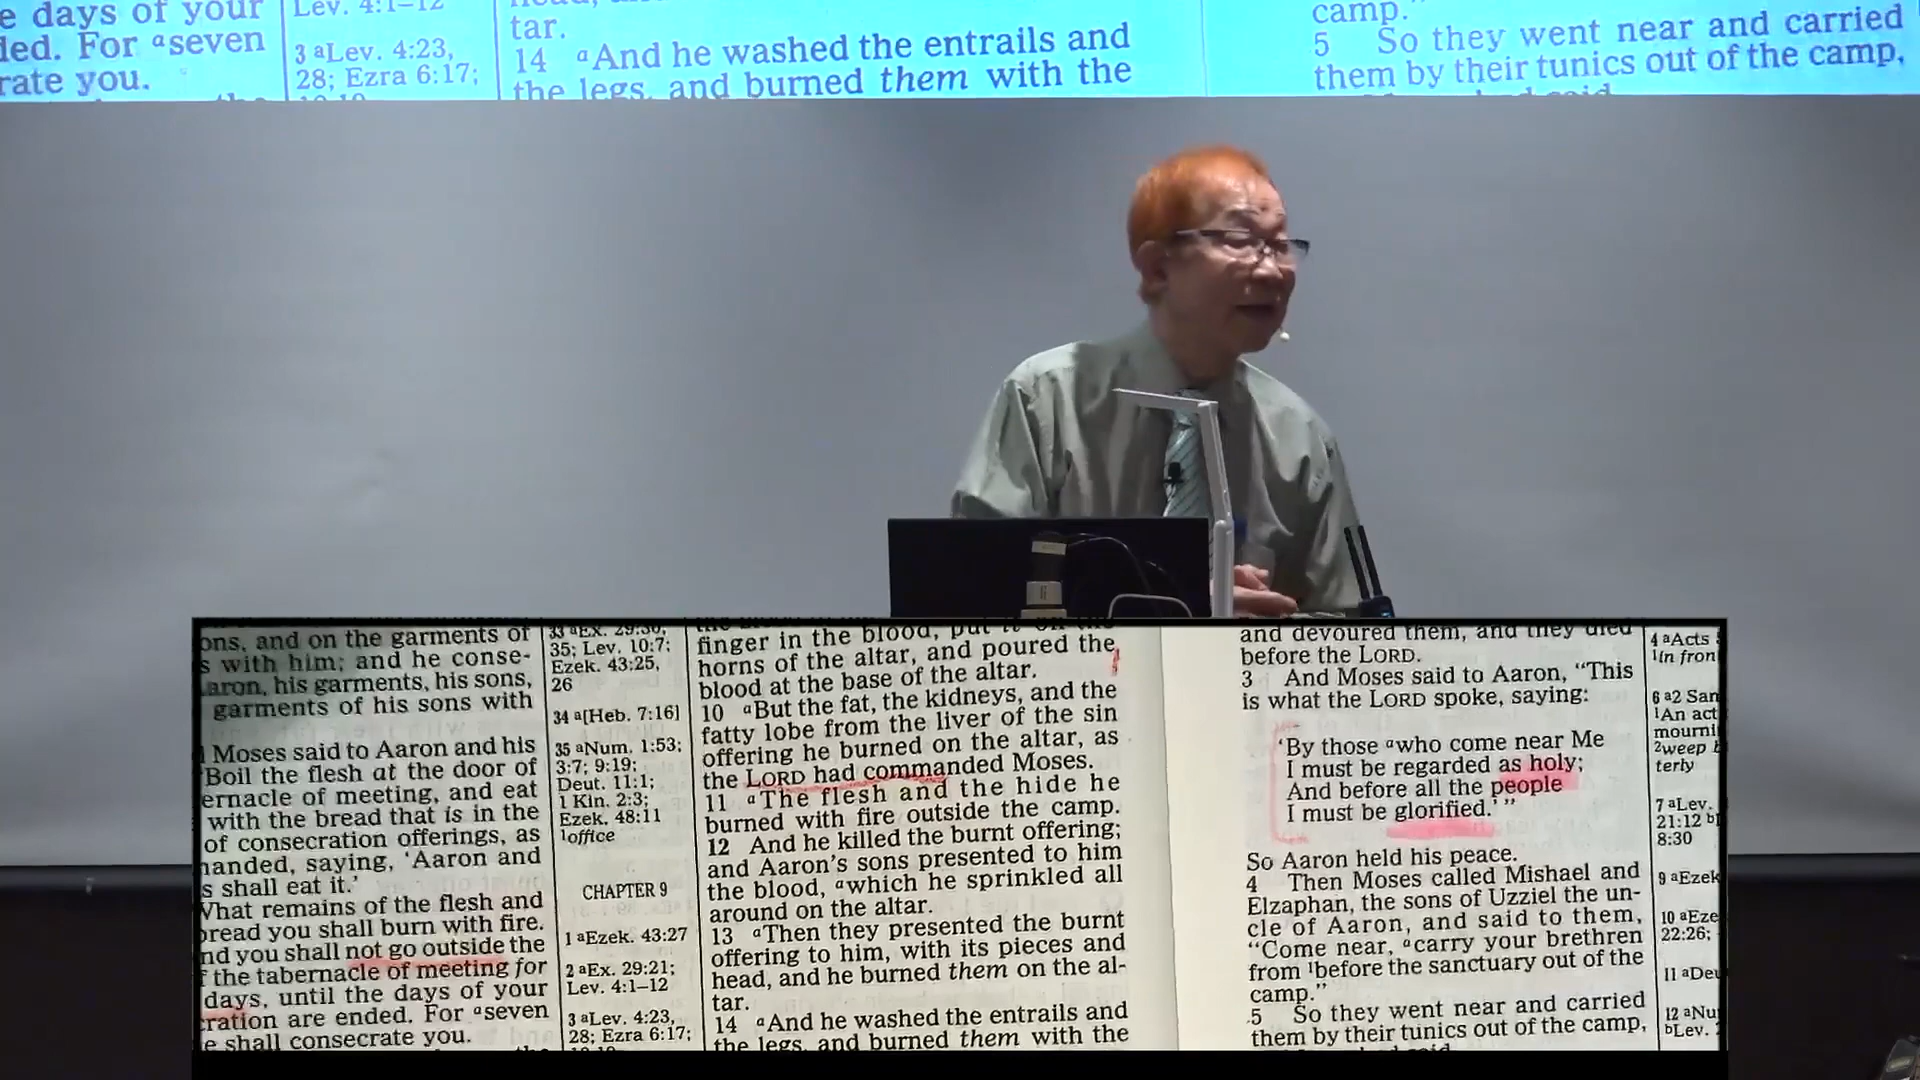 e days of your
ded. For ᵃseven
rate you.
Lev. 4:1–12
3 ᵃLev. 4:23,
28; Ezra 6:17;
tar.
14 ᵃAnd he washed the entrails and
the legs, and burned them with the
camp."
5 So they went near and carried
them by their tunics out of the camp,
ons, and on the garments of
s with him; and he conse-
aron, his garments, his sons,
garments of his sons with
Moses said to Aaron and his
'Boil the flesh at the door of
ernacle of meeting, and eat
with the bread that is in the
of consecration offerings, as
manded, saying, 'Aaron and
s shall eat it.'
What remains of the flesh and
bread you shall burn with fire.
nd you shall not go outside the
f the tabernacle of meeting for
days, until the days of your
cration are ended. For ᵃseven
e shall consecrate you.
33 ᵃEx. 29:30,
35; Lev. 10:7;
Ezek. 43:25,
26
34 ᵃ[Heb. 7:16]
35 ᵃNum. 1:53;
3:7; 9:19;
Deut. 11:1;
1 Kin. 2:3;
Ezek. 48:11
¹office
CHAPTER 9
1 ᵃEzek. 43:27
2 ᵃEx. 29:21;
Lev. 4:1–12
3 ᵃLev. 4:23,
28; Ezra 6:17;
finger in the blood, put it on the
horns of the altar, and poured the
blood at the base of the altar.
10 ᵃBut the fat, the kidneys, and the
fatty lobe from the liver of the sin
offering he burned on the altar, as
the LORD had commanded Moses.
11 ᵃThe flesh and the hide he
burned with fire outside the camp.
12 And he killed the burnt offering;
and Aaron's sons presented to him
the blood, ᵃwhich he sprinkled all
around on the altar.
13 ᵃThen they presented the burnt
offering to him, with its pieces and
head, and he burned them on the al-
tar.
14 ᵃAnd he washed the entrails and
the legs, and burned them with the
and devoured them, and they died
before the LORD.
3 And Moses said to Aaron, "This
is what the LORD spoke, saying:
'By those ᵃwho come near Me
I must be regarded as holy;
And before all the people
I must be glorified.' "
So Aaron held his peace.
4 Then Moses called Mishael and
Elzaphan, the sons of Uzziel the un-
cle of Aaron, and said to them,
"Come near, ᵃcarry your brethren
from ¹before the sanctuary out of the
camp."
5 So they went near and carried
them by their tunics out of the camp,
4 ᵃActs
¹In fron
6 ᵃ2 Sam
¹An act
mourni
²weep b
terly
7 ᵃLev.
21:12 ᵇ
8:30
9 ᵃEzek
10 ᵃEze
22:26;
11 ᵃDeu
12 ᵃNu
ᵇLev.